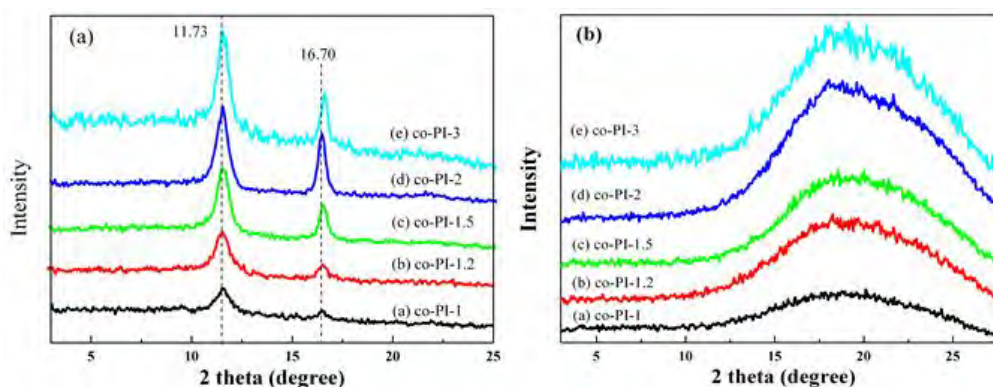 (a)
11.73
16.70
(e) co-PI-3
(d) co-PI-2
(c) co-PI-1.5
(b) co-PI-1.2
(a) co-PI-1
Intensity
5
10
15
20
25
2 theta (degree)
(b)
(e) co-PI-3
(d) co-PI-2
(c) co-PI-1.5
(b) co-PI-1.2
(a) co-PI-1
Intensity
5
10
15
20
25
2 theta (degree)